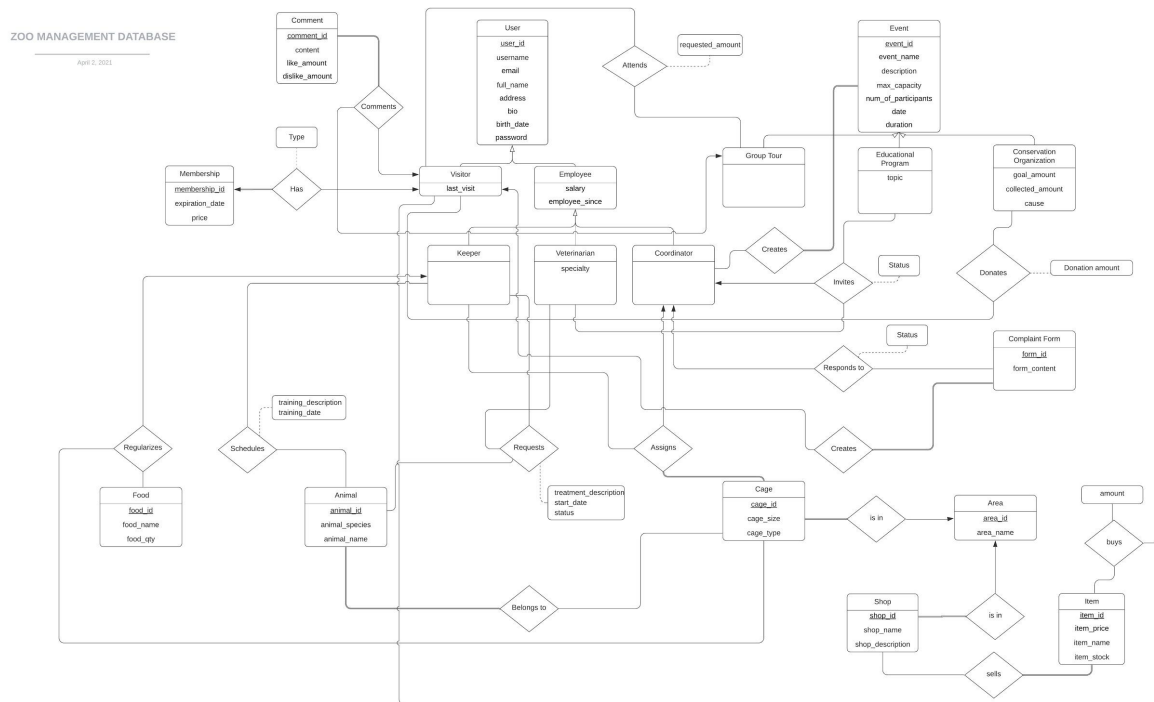 ZOO MANAGEMENT DATABASE
April 2, 2021
Comment
comment_id
content
like_amount
dislike_amount
User
user_id
username
email
full_name
address
bio
birth_date
password
Attends
requested_amount
Event
event_id
event_name
description
max_capacity
num_of_participants
date
duration
Comments
Type
Membership
membership_id
expiration_date
price
Has
Visitor
last_visit
Employee
salary
employee_since
Group Tour
Educational
Program
topic
Conservation
Organization
goal_amount
collected_amount
cause
Keeper
Veterinarian
specialty
Coordinator
Creates
Invites
Status
Donates
Donation amount
Status
Responds to
Complaint Form
form_id
form_content
training_description
training_date
Regularizes
Schedules
Requests
Assigns
Creates
treatment_description
start_date
status
Food
food_id
food_name
food_qty
Animal
animal_id
animal_species
animal_name
Cage
cage_id
cage_size
cage_type
is in
Area
area_id
area_name
amount
buys
Belongs to
Shop
shop_id
shop_name
shop_description
is in
Item
item_id
item_price
item_name
item_stock
sells